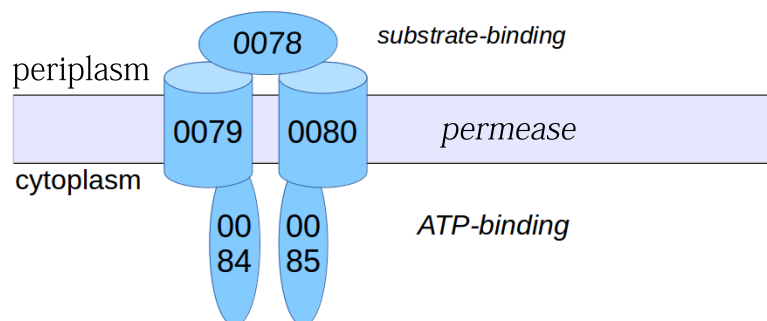 0078
substrate-binding
periplasm
0079
0080
permease
cytoplasm
00
84
00
85
ATP-binding